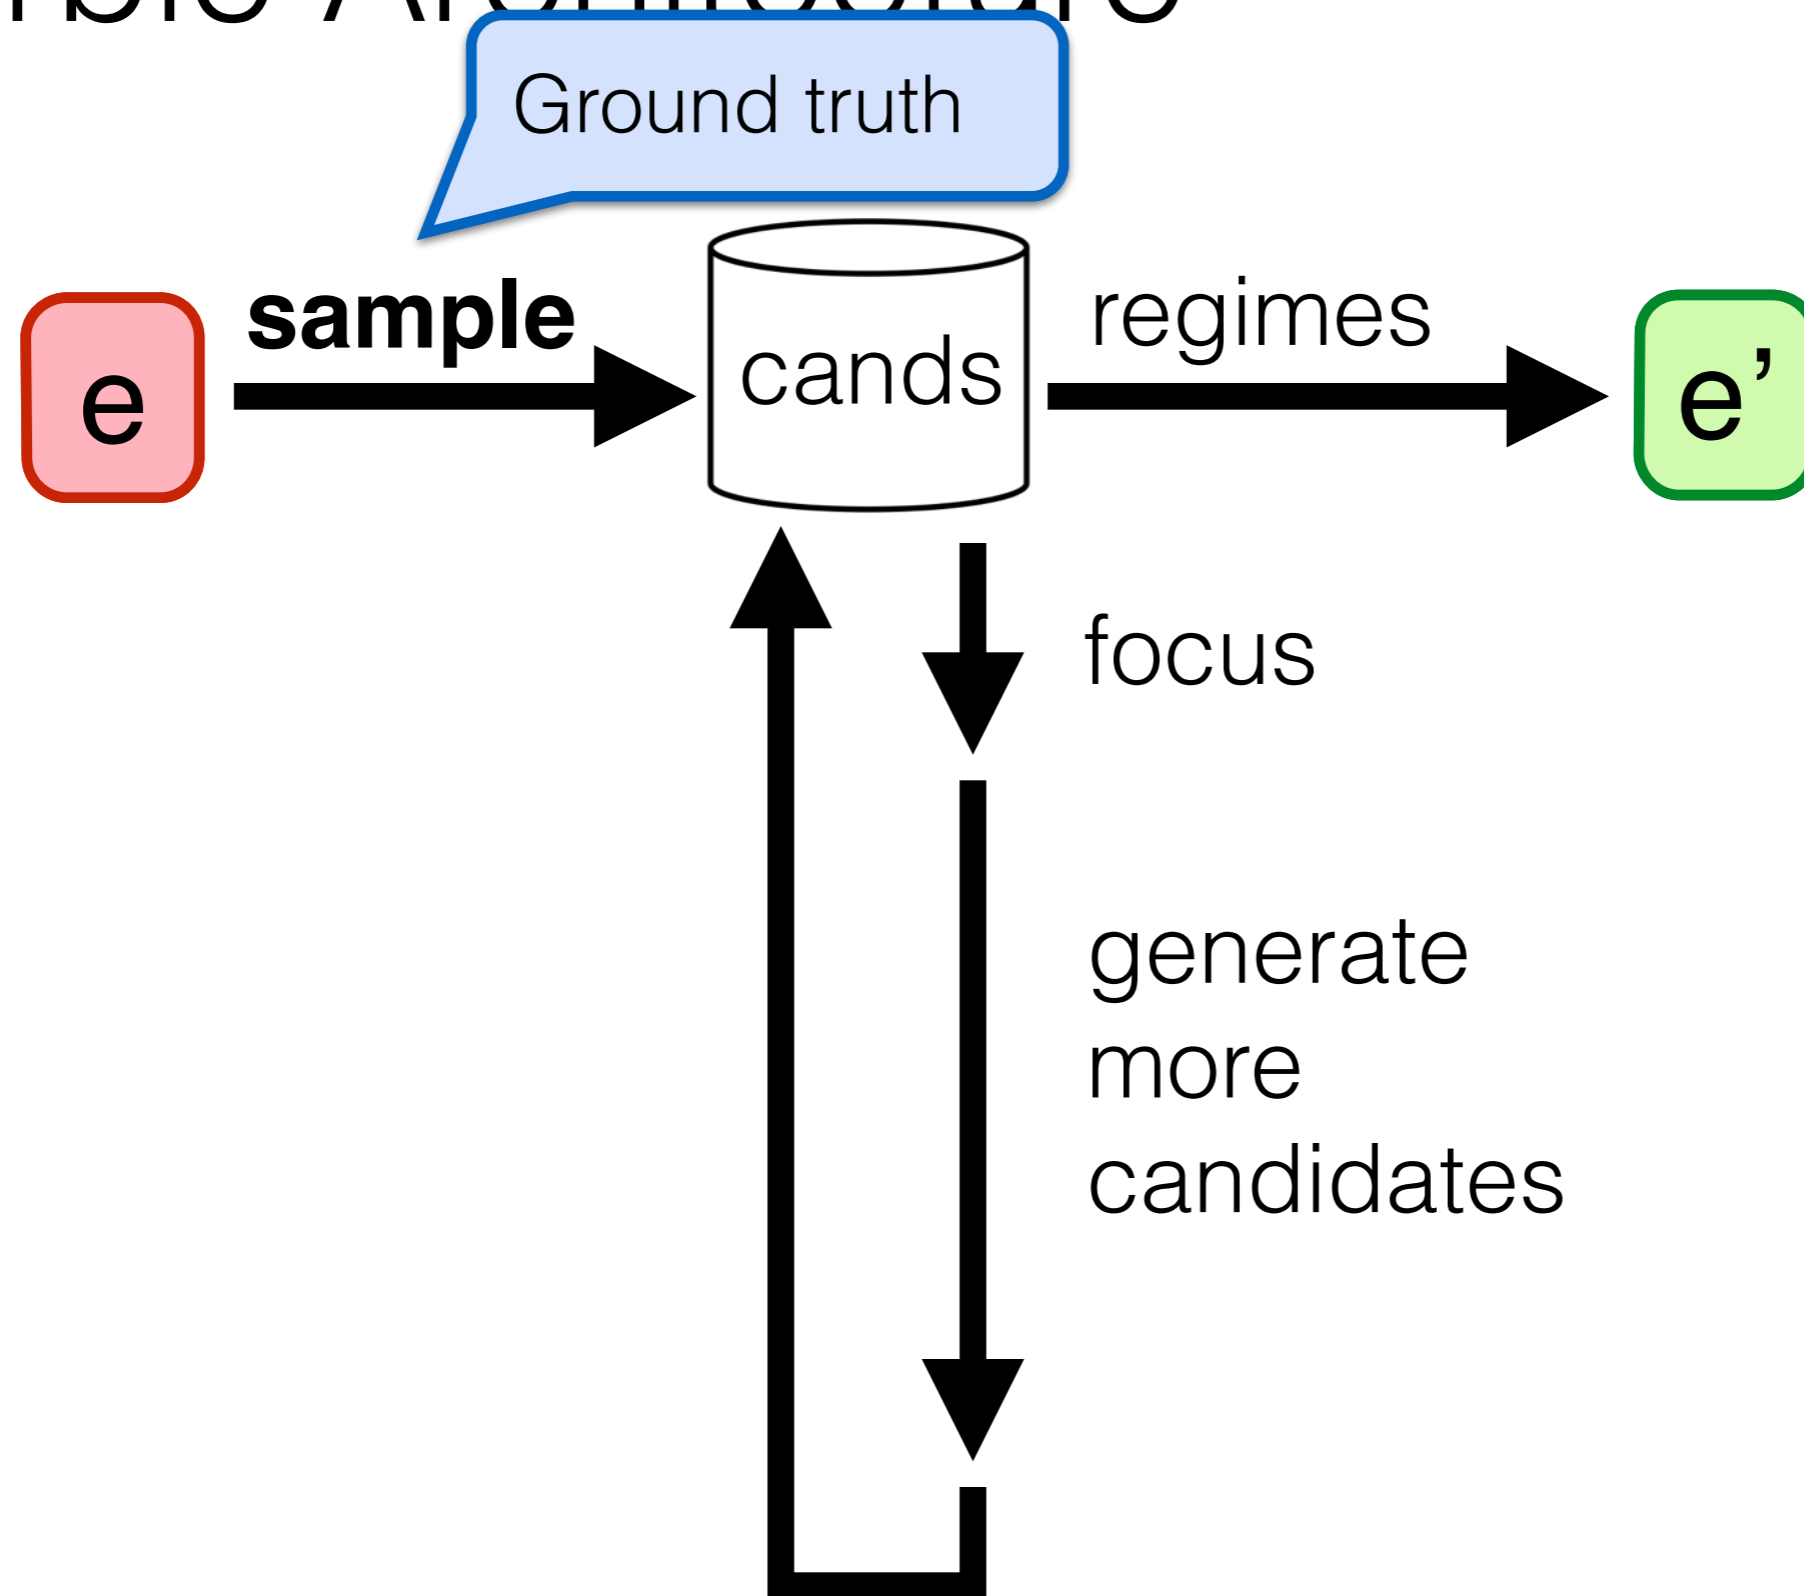 Ground truth
sample
regimes
e
cands
e’
focus
generate
more
candidates